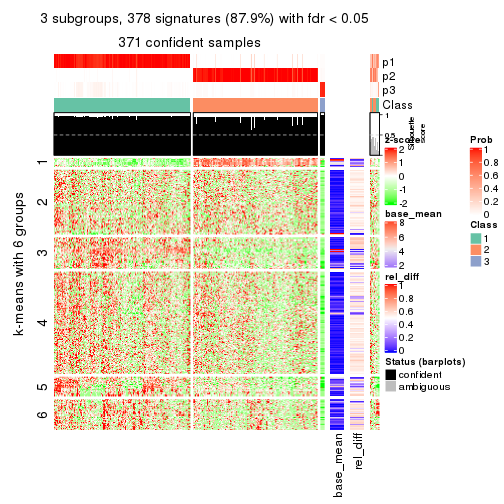 3 subgroups, 378 signatures (87.9%) with fdr < 0.05
371 confident samples
p1
p2
p3
Class
1
0.5
Silhouette
score
k-means with 6 groups
1
2
3
4
5
6
base_mean
rel_diff
z-score
2
1
0
-1
-2
base_mean
8
6
4
2
rel_diff
1
0.8
0.6
0.4
0.2
0
Status (barplots)
confident
ambiguous
Prob
1
0.8
0.6
0.4
0.2
0
Class
1
2
3